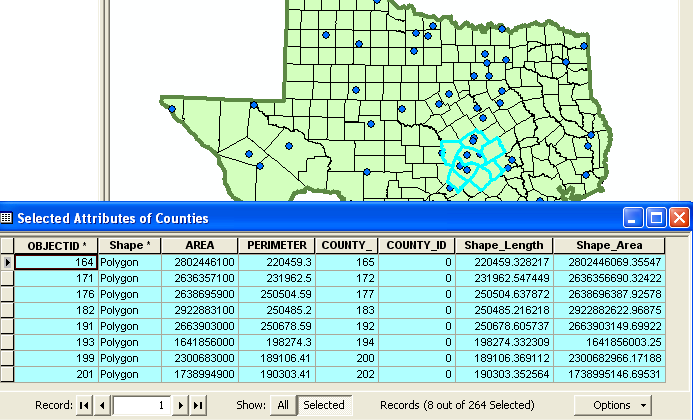 Selected Attributes of Counties
OBJECTID * Shape * AREA PERIMETER COUNTY_ COUNTY_ID Shape_Length Shape_Area
164 Polygon 2802446100 220459.3 165 0 220459.328217 2802446069.35547
171 Polygon 2636357100 231962.5 172 0 231962.547449 2636356690.32422
176 Polygon 2638695900 250504.59 177 0 250504.637872 2638696387.92578
182 Polygon 2922883100 250485.2 183 0 250485.216218 2922882622.96875
191 Polygon 2663903000 250678.59 192 0 250678.605737 2663903149.69922
193 Polygon 1641856000 198274.3 194 0 198274.332309 1641856003.25
199 Polygon 2300683000 189106.41 200 0 189106.369112 2300682966.17188
201 Polygon 1738994900 190303.41 202 0 190303.352564 1738995146.69531
Record: 1 Show: All Selected Records (8 out of 264 Selected) Options